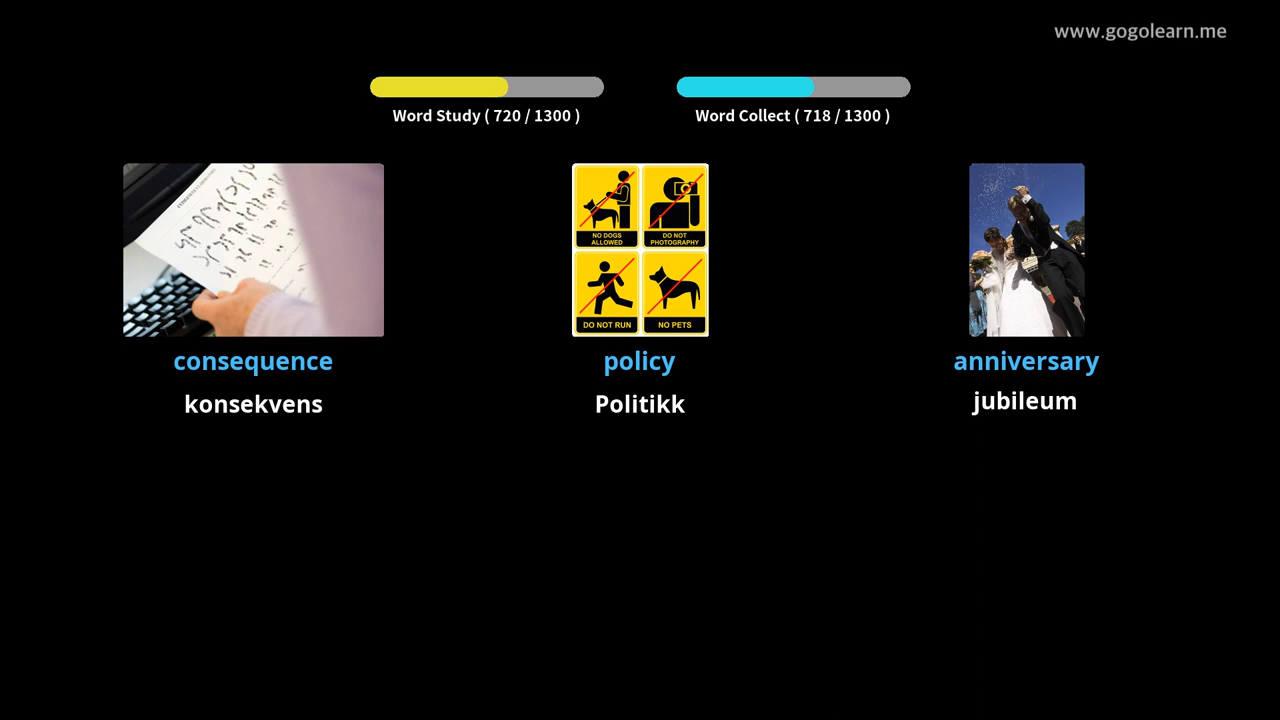 www.gogolearn.me
Word Study ( 720 / 1300 )
Word Collect ( 718 / 1300 )
NO DOGS
ALLOWED
DO NOT
PHOTOGRAPHY
DO NOT RUN
NO PETS
consequence
policy
anniversary
konsekvens
Politikk
jubileum